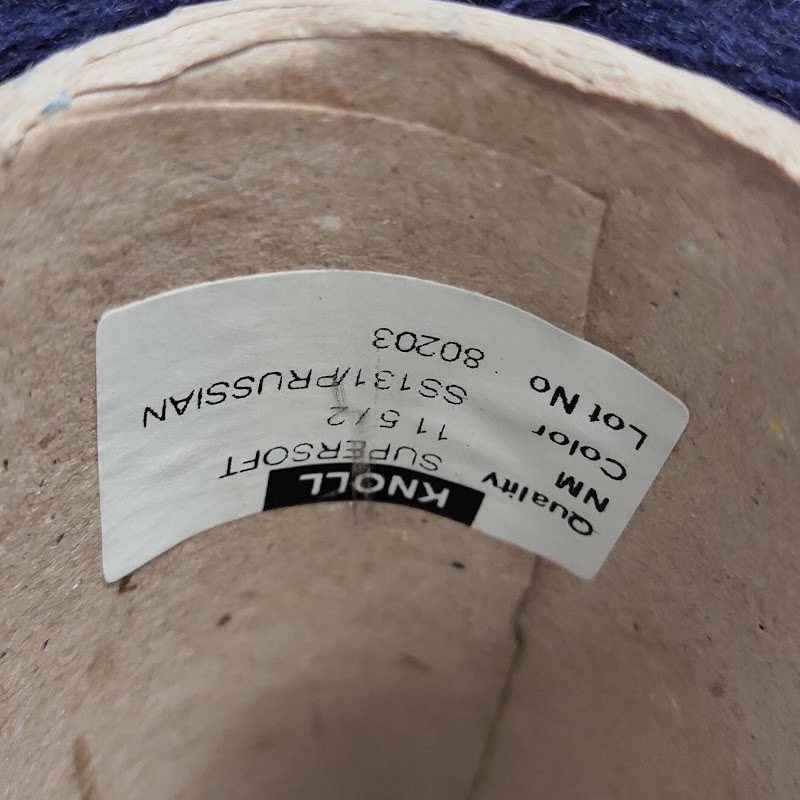 KNOLL
Quality SUPERSOFT
NM 11 5 / 2
Color SS131/PRUSSIAN
Lot No 80203